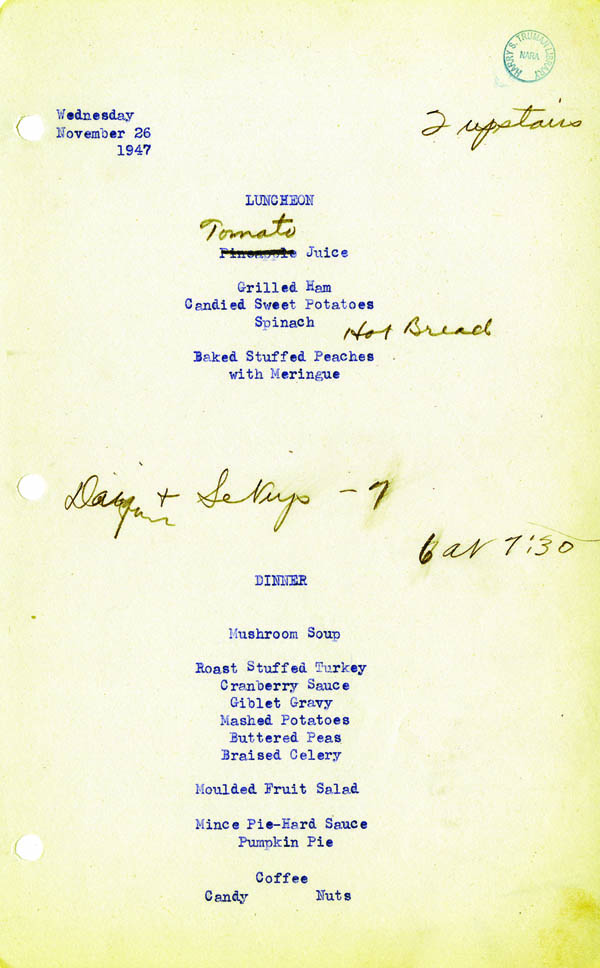 HARRY S. TRUMAN LIBRARY
NARA
Wednesday
November 26
1947
2 upstairs
LUNCHEON
Tomato
Pineapple Juice
Grilled Ham
Candied Sweet Potatoes
Spinach
Hot Bread
Baked Stuffed Peaches
with Meringue
+ - 7
6 at 7:30
DINNER
Mushroom Soup
Roast Stuffed Turkey
Cranberry Sauce
Giblet Gravy
Mashed Potatoes
Buttered Peas
Braised Celery
Moulded Fruit Salad
Mince Pie-Hard Sauce
Pumpkin Pie
Coffee
Candy Nuts